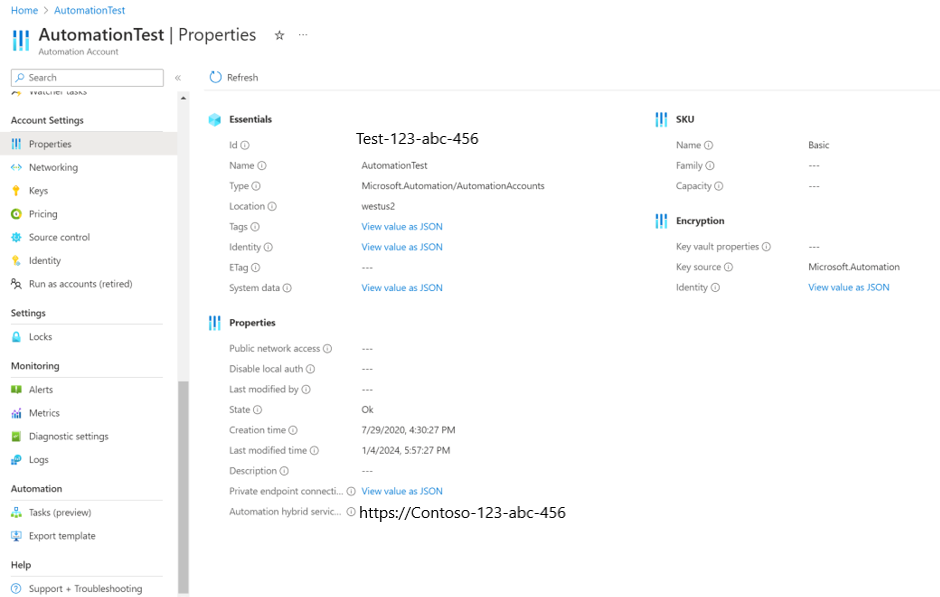 Home > AutomationTest
AutomationTest | Properties ☆ ...
Automation Account
Search «
Watcher tasks
Account Settings
Properties
Networking
Keys
Pricing
Source control
Identity
Run as accounts (retired)
Settings
Locks
Monitoring
Alerts
Metrics
Diagnostic settings
Logs
Automation
Tasks (preview)
Export template
Help
Support + Troubleshooting
Refresh
Essentials
Id Test-123-abc-456
Name AutomationTest
Type Microsoft.Automation/AutomationAccounts
Location westus2
Tags View value as JSON
Identity View value as JSON
ETag ---
System data View value as JSON
Properties
Public network access ---
Disable local auth ---
Last modified by ---
State Ok
Creation time 7/29/2020, 4:30:27 PM
Last modified time 1/4/2024, 5:57:27 PM
Description ---
Private endpoint connecti... View value as JSON
Automation hybrid servic... https://Contoso-123-abc-456
SKU
Name Basic
Family ---
Capacity ---
Encryption
Key vault properties ---
Key source Microsoft.Automation
Identity View value as JSON